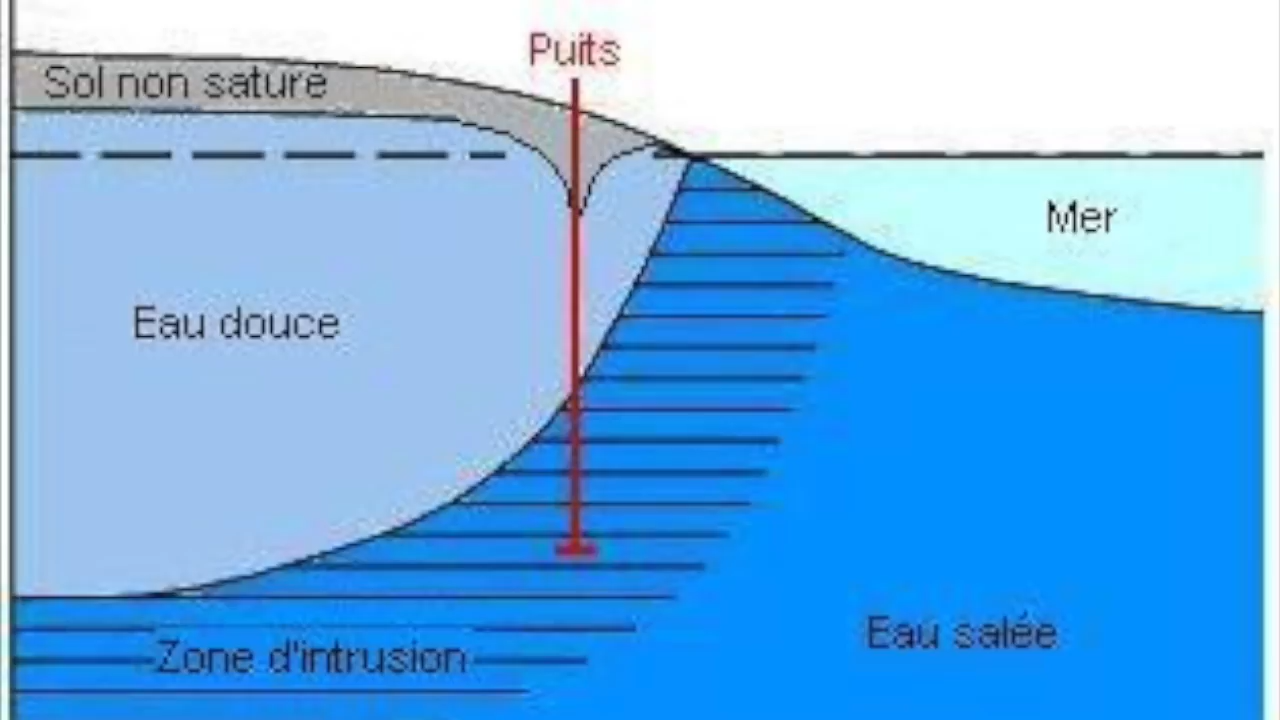 Puits
Sol non saturé
Mer
Eau douce
Eau salée
Zone d'intrusion